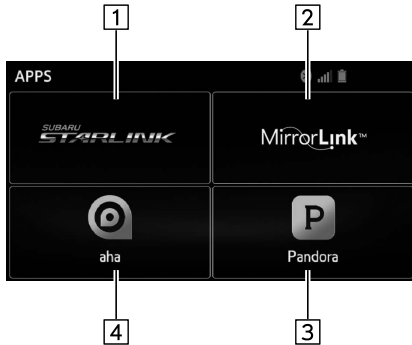 1 2
APPS
SUBARU
STARLINK
MirrorLink™
aha
Pandora
4 3